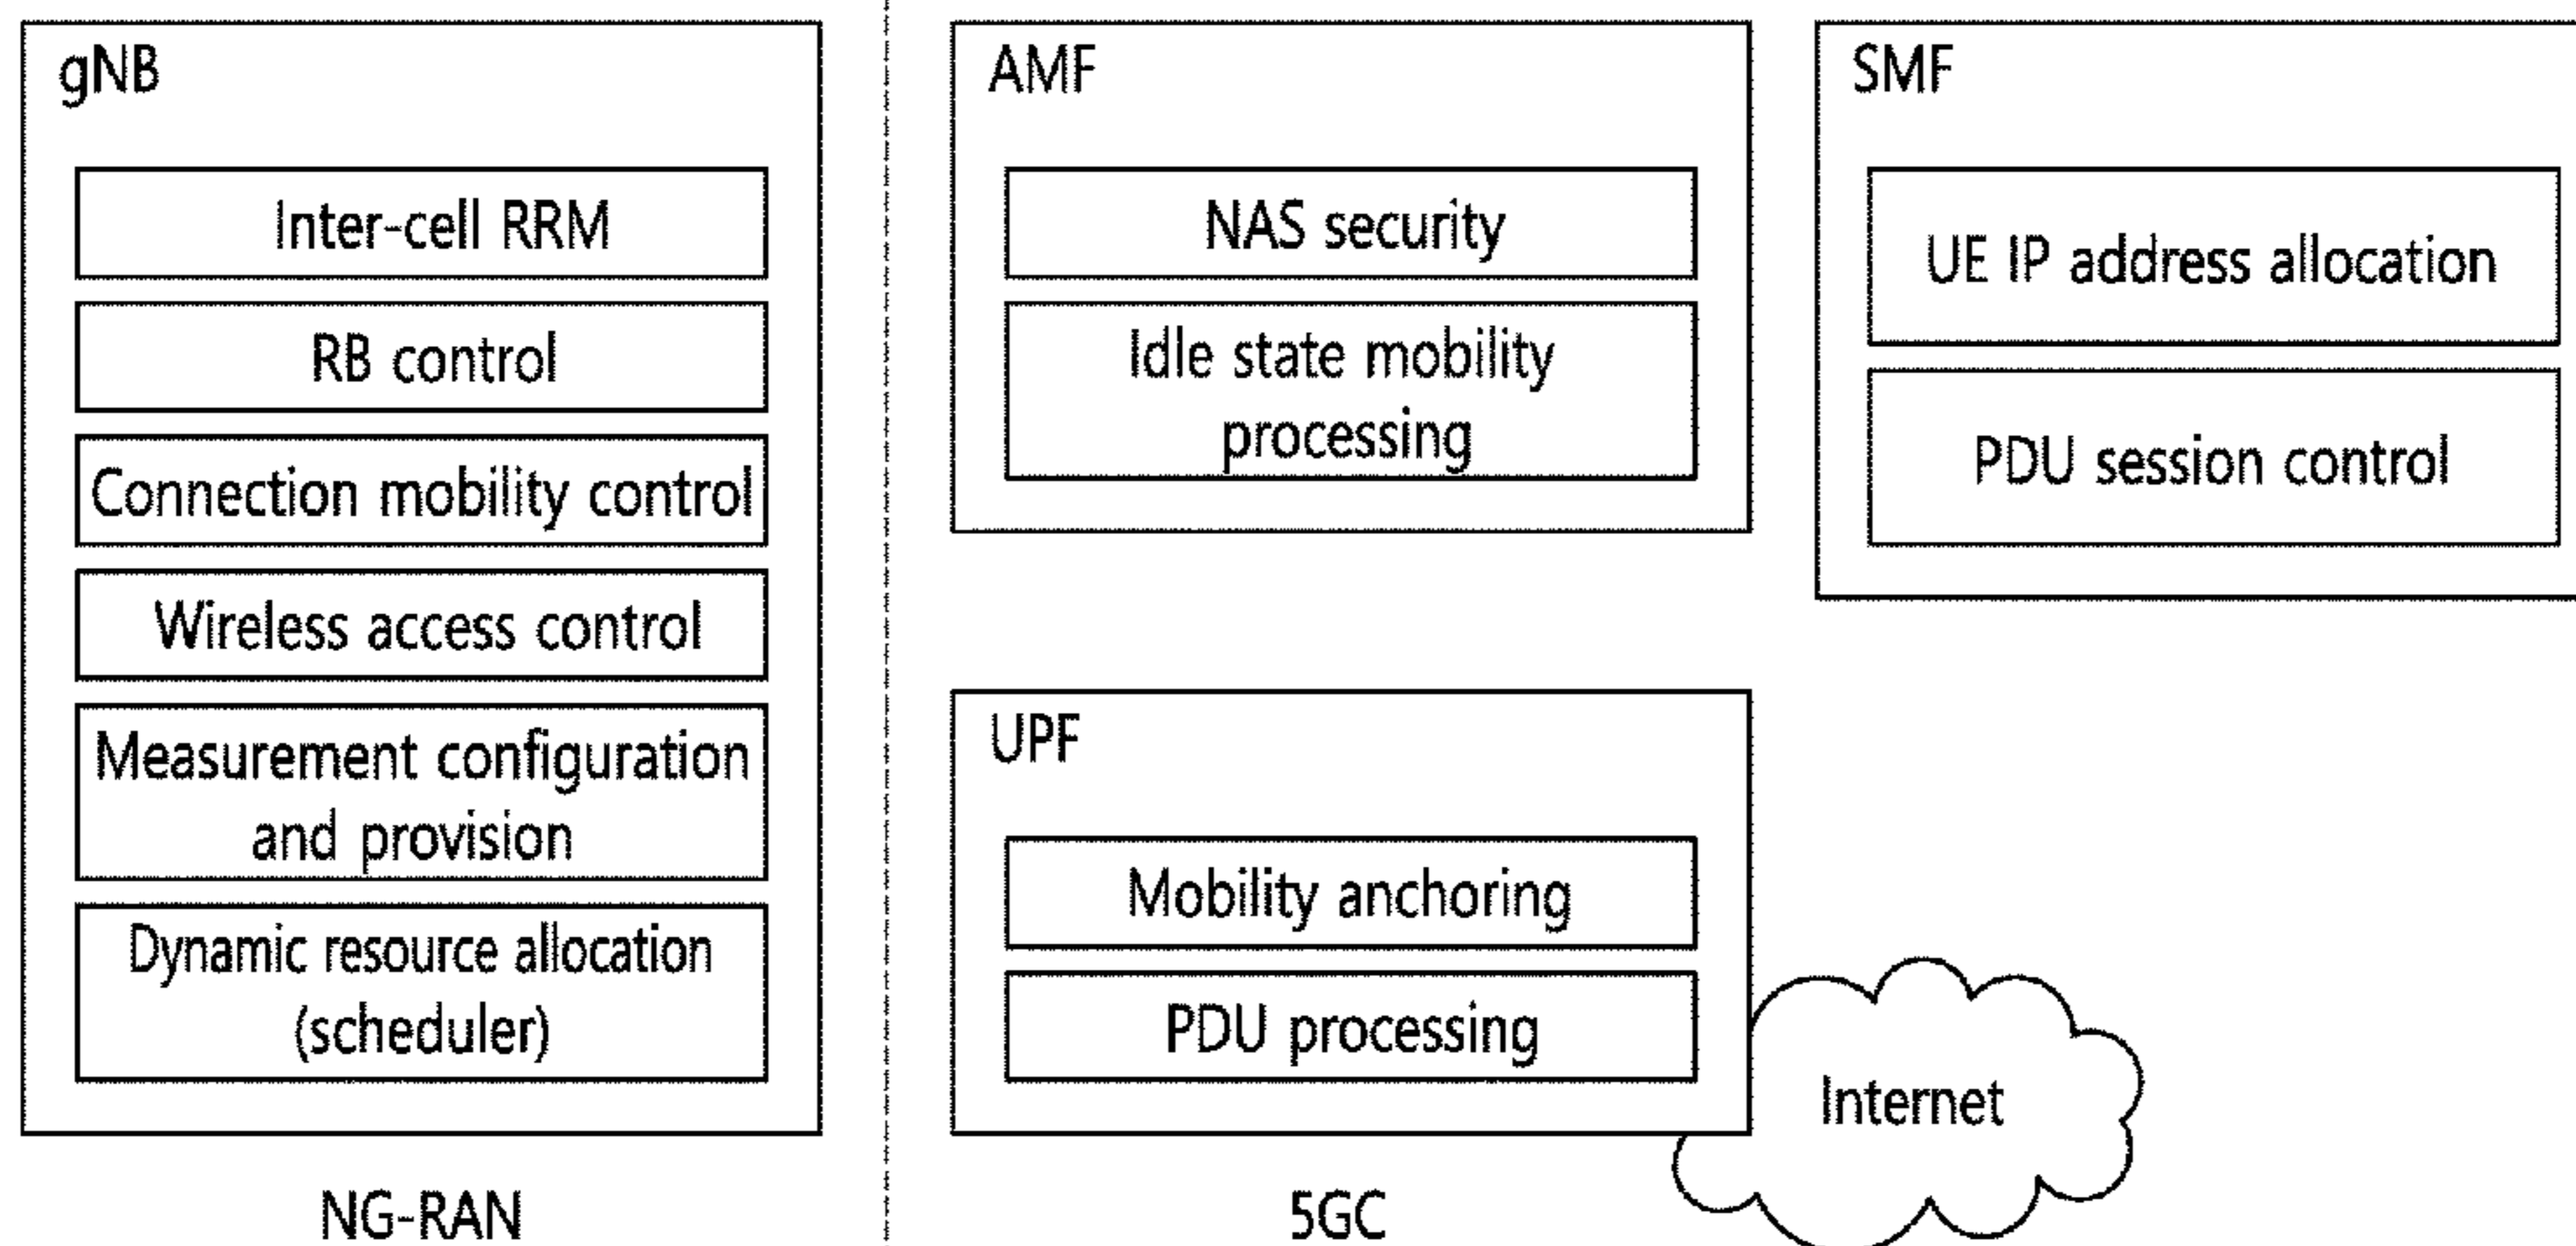 gNB
Inter-cell RRM
RB control
Connection mobility control
Wireless access control
Measurement configuration
and provision
Dynamic resource allocation
(scheduler)
NG-RAN
AMF
NAS security
Idle state mobility
processing
SMF
UE IP address allocation
PDU session control
UPF
Mobility anchoring
PDU processing
Internet
5GC